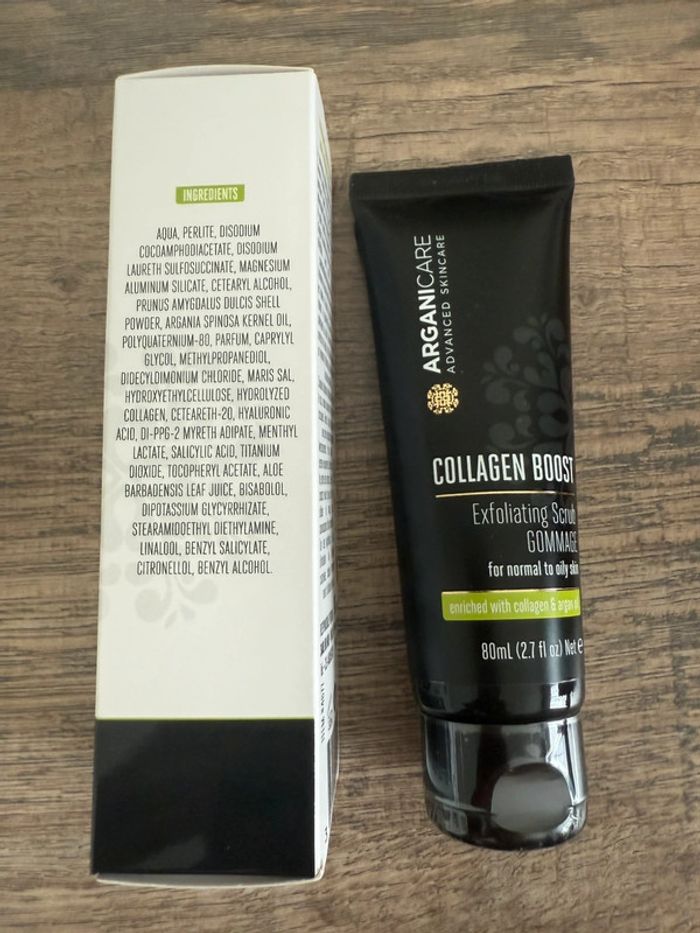 INGREDIENTS
AQUA, PERLITE, DISODIUM
COCOAMPHODIACETATE, DISODIUM
LAURETH SULFOSUCCINATE, MAGNESIUM
ALUMINUM SILICATE, CETEARYL ALCOHOL,
PRUNUS AMYGDALUS DULCIS SHELL
POWDER, ARGANIA SPINOSA KERNEL OIL,
POLYQUATERNIUM-80, PARFUM, CAPRYLYL
GLYCOL, METHYLPROPANEDIOL,
DIDECYLDIMONIUM CHLORIDE, MARIS SAL,
HYDROXYETHYLCELLULOSE, HYDROLYZED
COLLAGEN, CETEARETH-20, HYALURONIC
ACID, DI-PPG-2 MYRETH ADIPATE, MENTHYL
LACTATE, SALICYLIC ACID, TITANIUM
DIOXIDE, TOCOPHERYL ACETATE, ALOE
BARBADENSIS LEAF JUICE, BISABOLOL,
DIPOTASSIUM GLYCYRRHIZATE,
STEARAMIDOETHYL DIETHYLAMINE,
LINALOOL, BENZYL SALICYLATE,
CITRONELLOL, BENZYL ALCOHOL.
ARGANICARE
ADVANCED SKINCARE
COLLAGEN BOOST
Exfoliating Scrub
GOMMAGE
for normal to oily skin
enriched with collagen & argan
80mL (2.7 fl oz) Net e